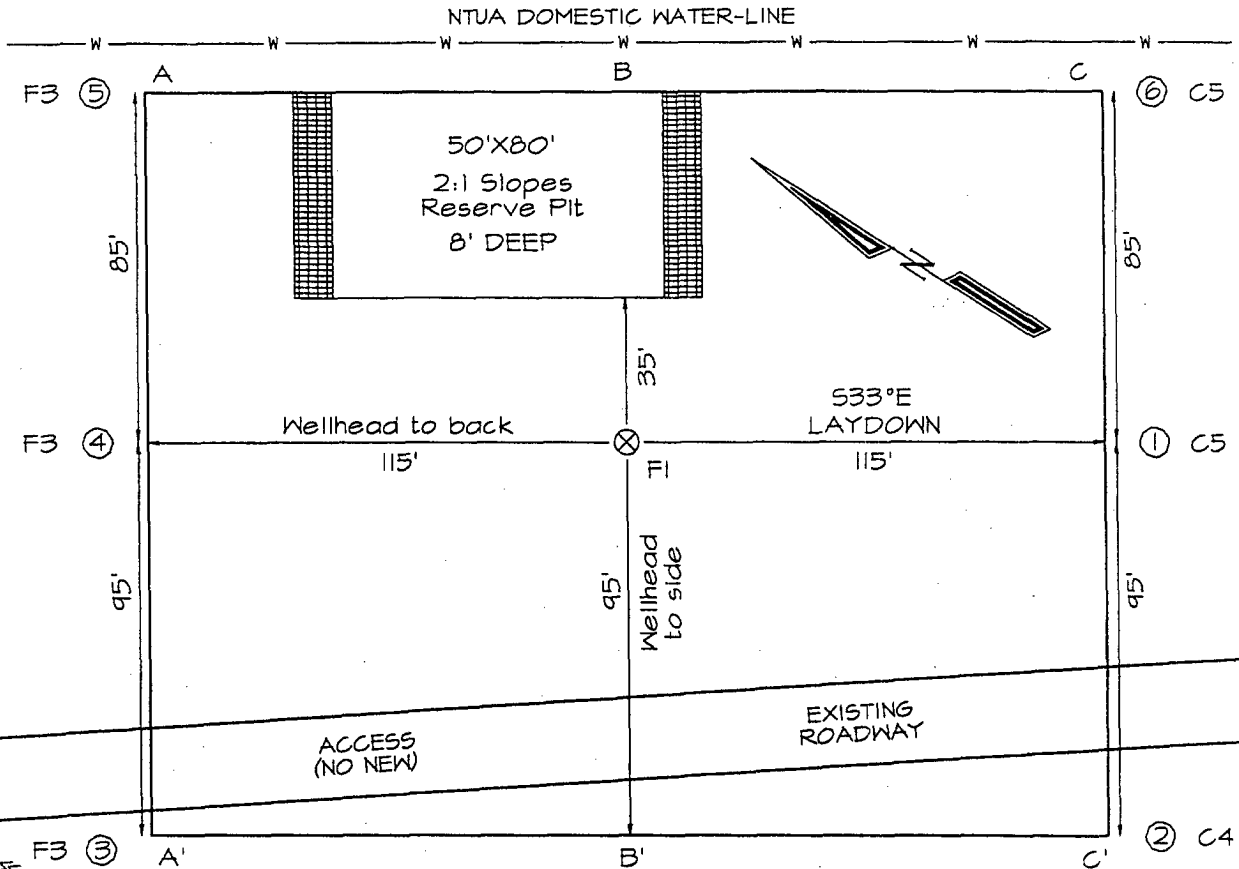 NTUA DOMESTIC WATER-LINE
W W W W W W W
A B C
F3 ⑤
⑥ C5
50'X80'
2:1 Slopes
Reserve Pit
8' DEEP
85'
85'
N
35'
S33°E
LAYDOWN
F3 ④
Wellhead to back
115'
F1
115'
① C5
95'
95'
Wellhead
to side
95'
ACCESS
(NO NEW)
EXISTING
ROADWAY
F3 ③
A' B' C'
② C4